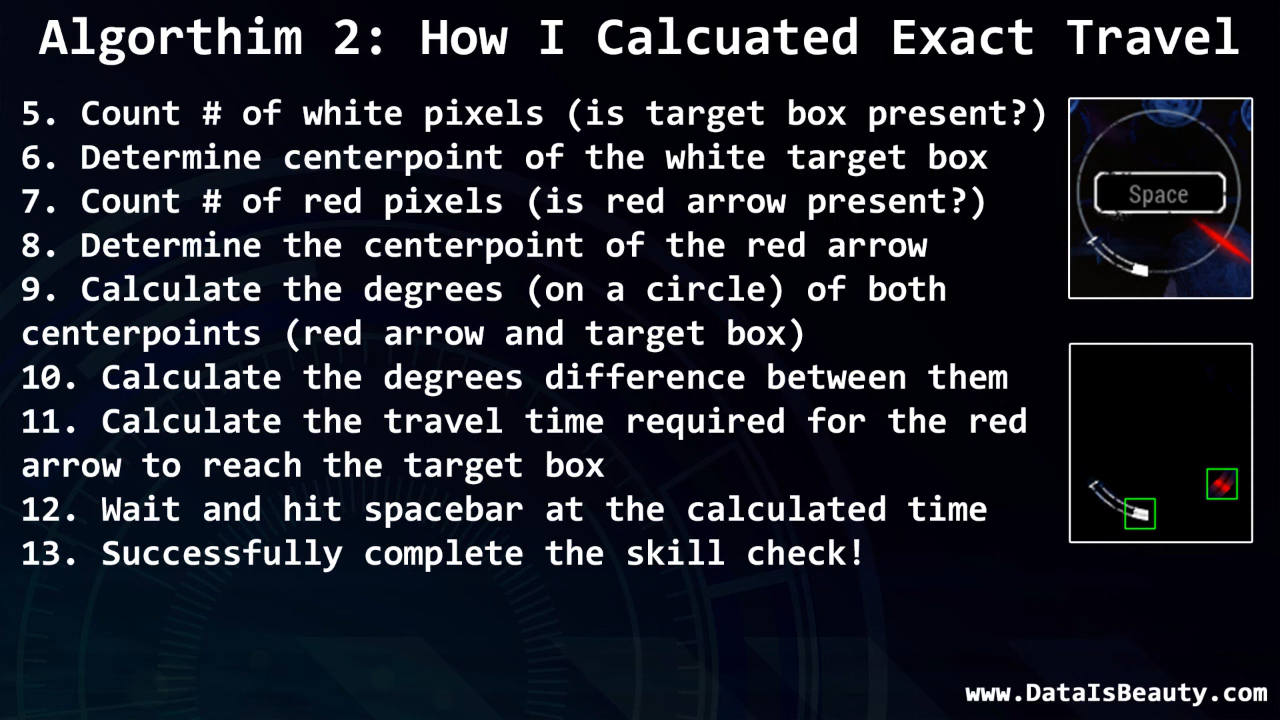 Algorthim 2: How I Calcuated Exact Travel
5. Count # of white pixels (is target box present?)
6. Determine centerpoint of the white target box
7. Count # of red pixels (is red arrow present?)
8. Determine the centerpoint of the red arrow
9. Calculate the degrees (on a circle) of both
centerpoints (red arrow and target box)
10. Calculate the degrees difference between them
11. Calculate the travel time required for the red
arrow to reach the target box
12. Wait and hit spacebar at the calculated time
13. Successfully complete the skill check!
Space
www.DataIsBeauty.com